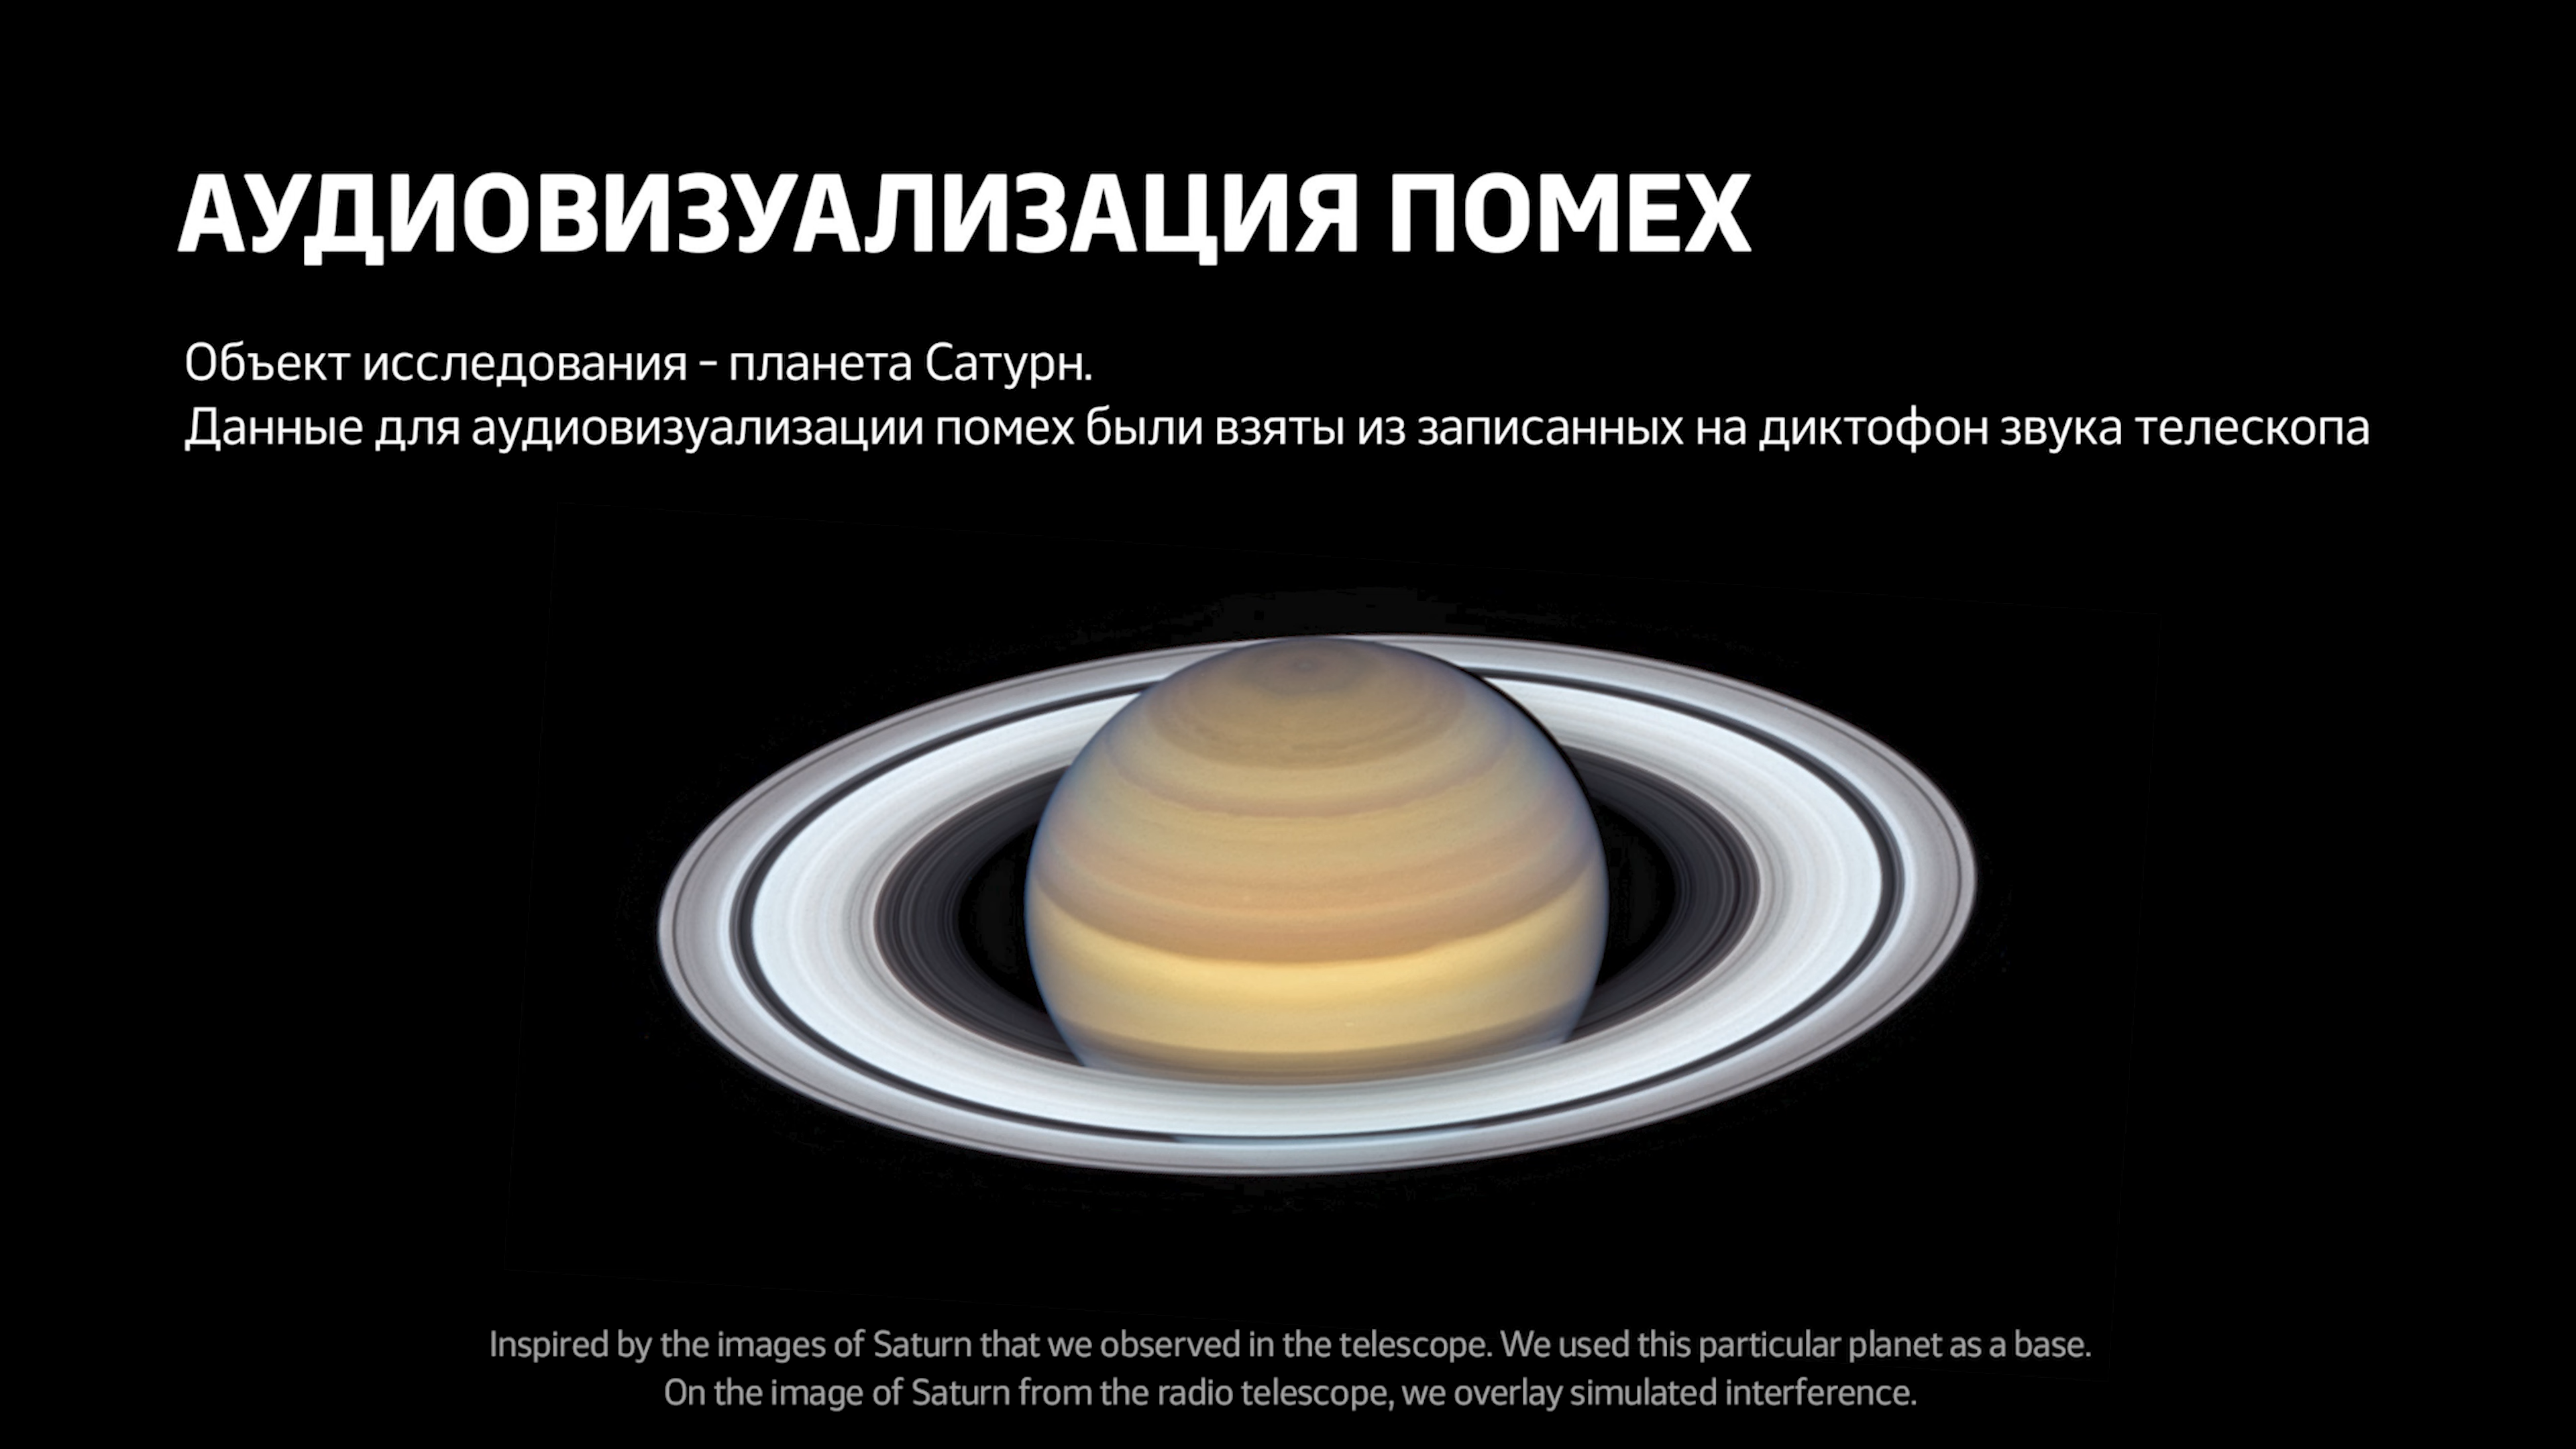 АУДИОВИЗУАЛИЗАЦИЯ ПОМЕХ
Объект исследования – планета Сатурн.
Данные для аудиовизуализации помех были взяты из записанных на диктофон звука телескопа
Inspired by the images of Saturn that we observed in the telescope. We used this particular planet as a base.
On the image of Saturn from the radio telescope, we overlay simulated interference.